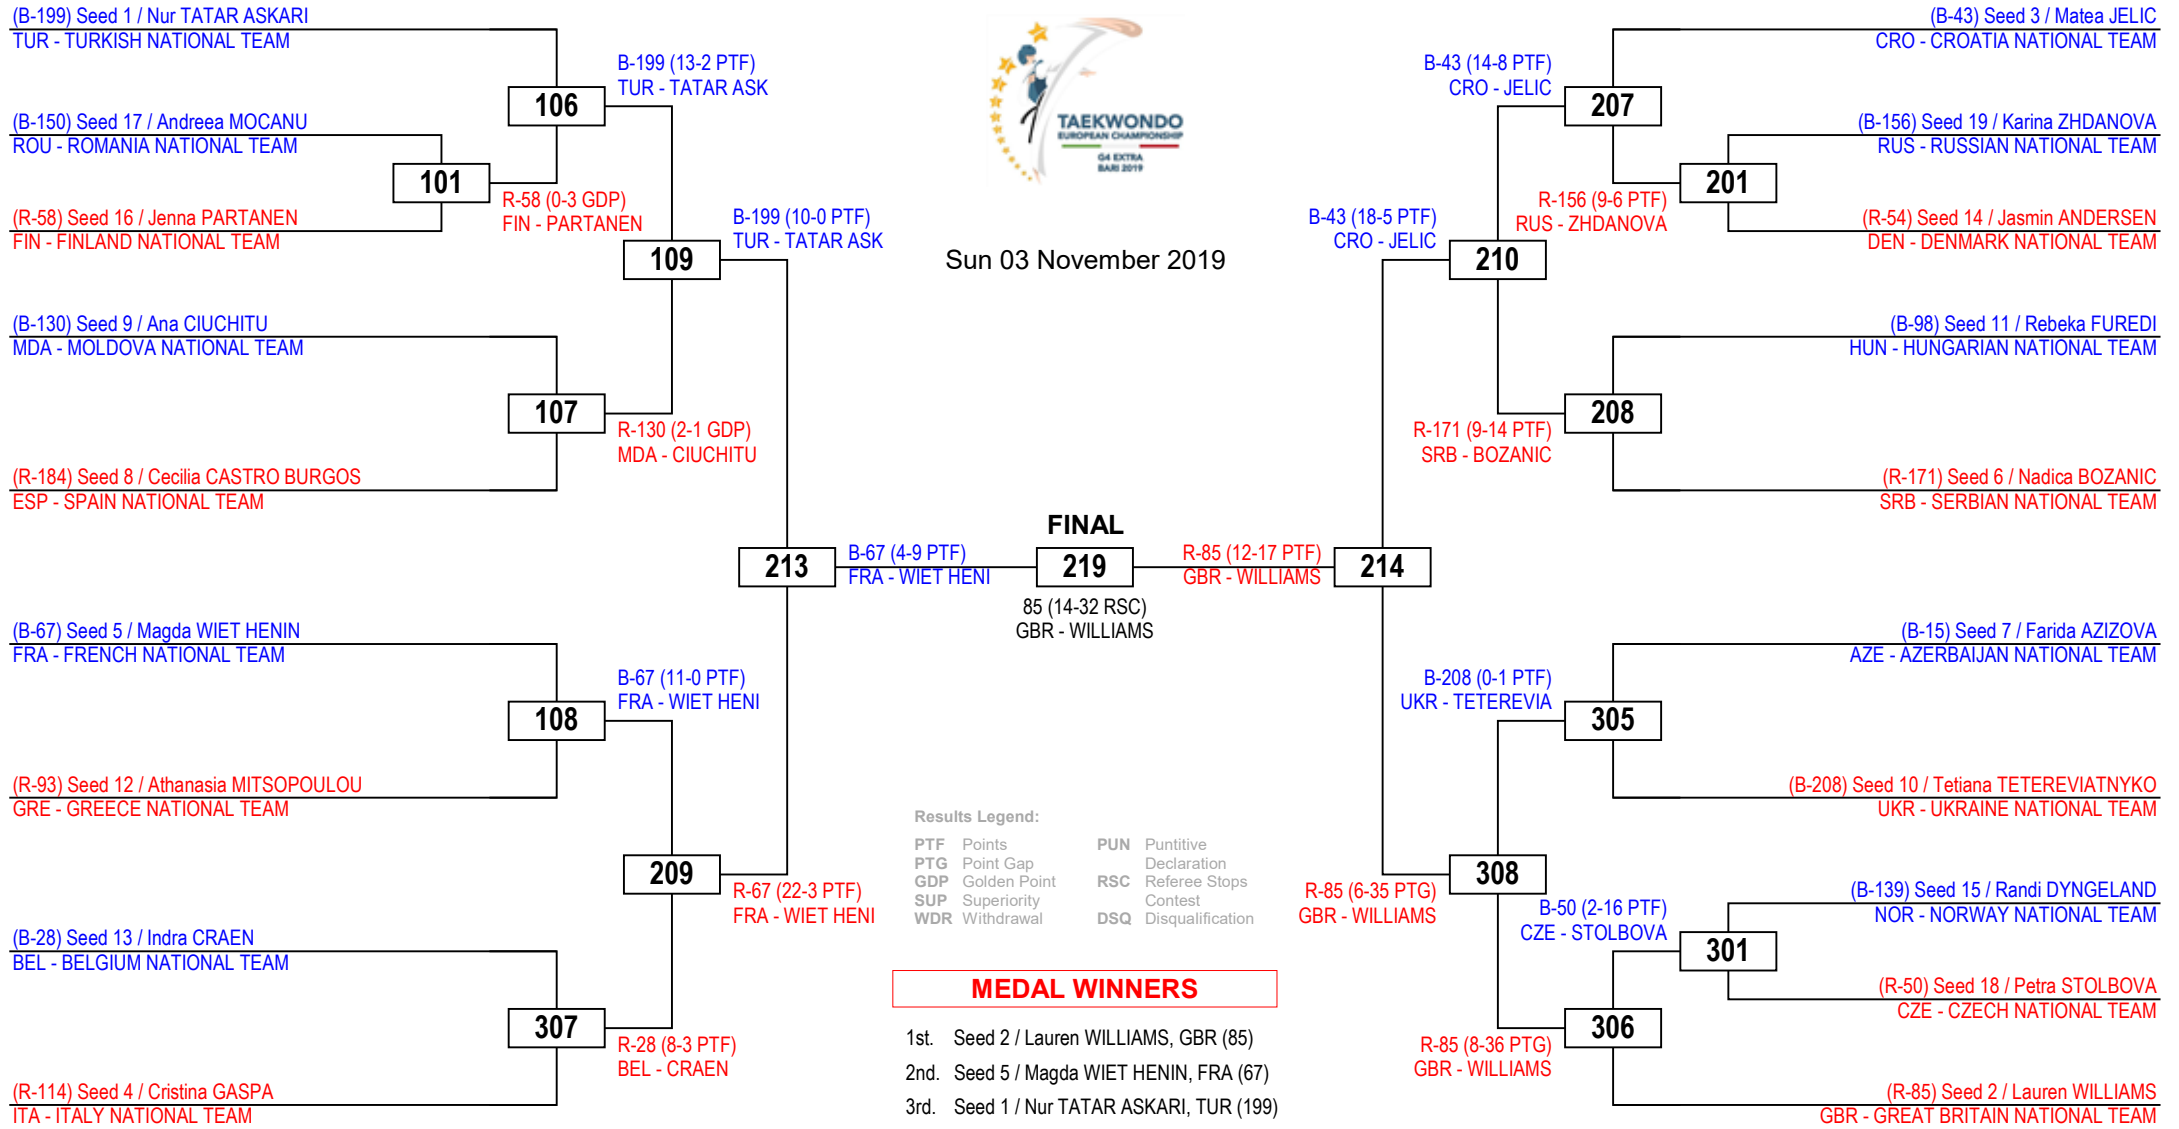 (B-199) Seed 1 / Nur TATAR ASKARI
TUR - TURKISH NATIONAL TEAM
B-199 (13-2 PTF)
TUR - TATAR ASK
106
(B-150) Seed 17 / Andreea MOCANU
ROU - ROMANIA NATIONAL TEAM
101
R-58 (0-3 GDP)
FIN - PARTANEN
(R-58) Seed 16 / Jenna PARTANEN
FIN - FINLAND NATIONAL TEAM
B-199 (10-0 PTF)
TUR - TATAR ASK
109
(B-130) Seed 9 / Ana CIUCHITU
MDA - MOLDOVA NATIONAL TEAM
107
R-130 (2-1 GDP)
MDA - CIUCHITU
(R-184) Seed 8 / Cecilia CASTRO BURGOS
ESP - SPAIN NATIONAL TEAM
213
B-67 (4-9 PTF)
FRA - WIET HENI
(B-67) Seed 5 / Magda WIET HENIN
FRA - FRENCH NATIONAL TEAM
B-67 (11-0 PTF)
FRA - WIET HENI
108
(R-93) Seed 12 / Athanasia MITSOPOULOU
GRE - GREECE NATIONAL TEAM
209
R-67 (22-3 PTF)
FRA - WIET HENI
(B-28) Seed 13 / Indra CRAEN
BEL - BELGIUM NATIONAL TEAM
307
R-28 (8-3 PTF)
BEL - CRAEN
(R-114) Seed 4 / Cristina GASPA
ITA - ITALY NATIONAL TEAM
TAEKWONDO
EUROPEAN CHAMPIONSHIP
G4 EXTRA
BARI 2019
Sun 03 November 2019
FINAL
219
85 (14-32 RSC)
GBR - WILLIAMS
Results Legend:
PTF Points
PTG Point Gap
GDP Golden Point
SUP Superiority
WDR Withdrawal
PUN Puntitive
Declaration
RSC Referee Stops
Contest
DSQ Disqualification
MEDAL WINNERS
1st. Seed 2 / Lauren WILLIAMS, GBR (85)
2nd. Seed 5 / Magda WIET HENIN, FRA (67)
3rd. Seed 1 / Nur TATAR ASKARI, TUR (199)
(B-43) Seed 3 / Matea JELIC
CRO - CROATIA NATIONAL TEAM
B-43 (14-8 PTF)
CRO - JELIC
207
(B-156) Seed 19 / Karina ZHDANOVA
RUS - RUSSIAN NATIONAL TEAM
201
R-156 (9-6 PTF)
RUS - ZHDANOVA
(R-54) Seed 14 / Jasmin ANDERSEN
DEN - DENMARK NATIONAL TEAM
B-43 (18-5 PTF)
CRO - JELIC
210
(B-98) Seed 11 / Rebeka FUREDI
HUN - HUNGARIAN NATIONAL TEAM
208
R-171 (9-14 PTF)
SRB - BOZANIC
(R-171) Seed 6 / Nadica BOZANIC
SRB - SERBIAN NATIONAL TEAM
R-85 (12-17 PTF)
GBR - WILLIAMS
214
(B-15) Seed 7 / Farida AZIZOVA
AZE - AZERBAIJAN NATIONAL TEAM
B-208 (0-1 PTF)
UKR - TETEREVIA
305
(B-208) Seed 10 / Tetiana TETEREVIATNYKO
UKR - UKRAINE NATIONAL TEAM
308
R-85 (6-35 PTG)
GBR - WILLIAMS
(B-139) Seed 15 / Randi DYNGELAND
NOR - NORWAY NATIONAL TEAM
B-50 (2-16 PTF)
CZE - STOLBOVA
301
(R-50) Seed 18 / Petra STOLBOVA
CZE - CZECH NATIONAL TEAM
306
R-85 (8-36 PTG)
GBR - WILLIAMS
(R-85) Seed 2 / Lauren WILLIAMS
GBR - GREAT BRITAIN NATIONAL TEAM